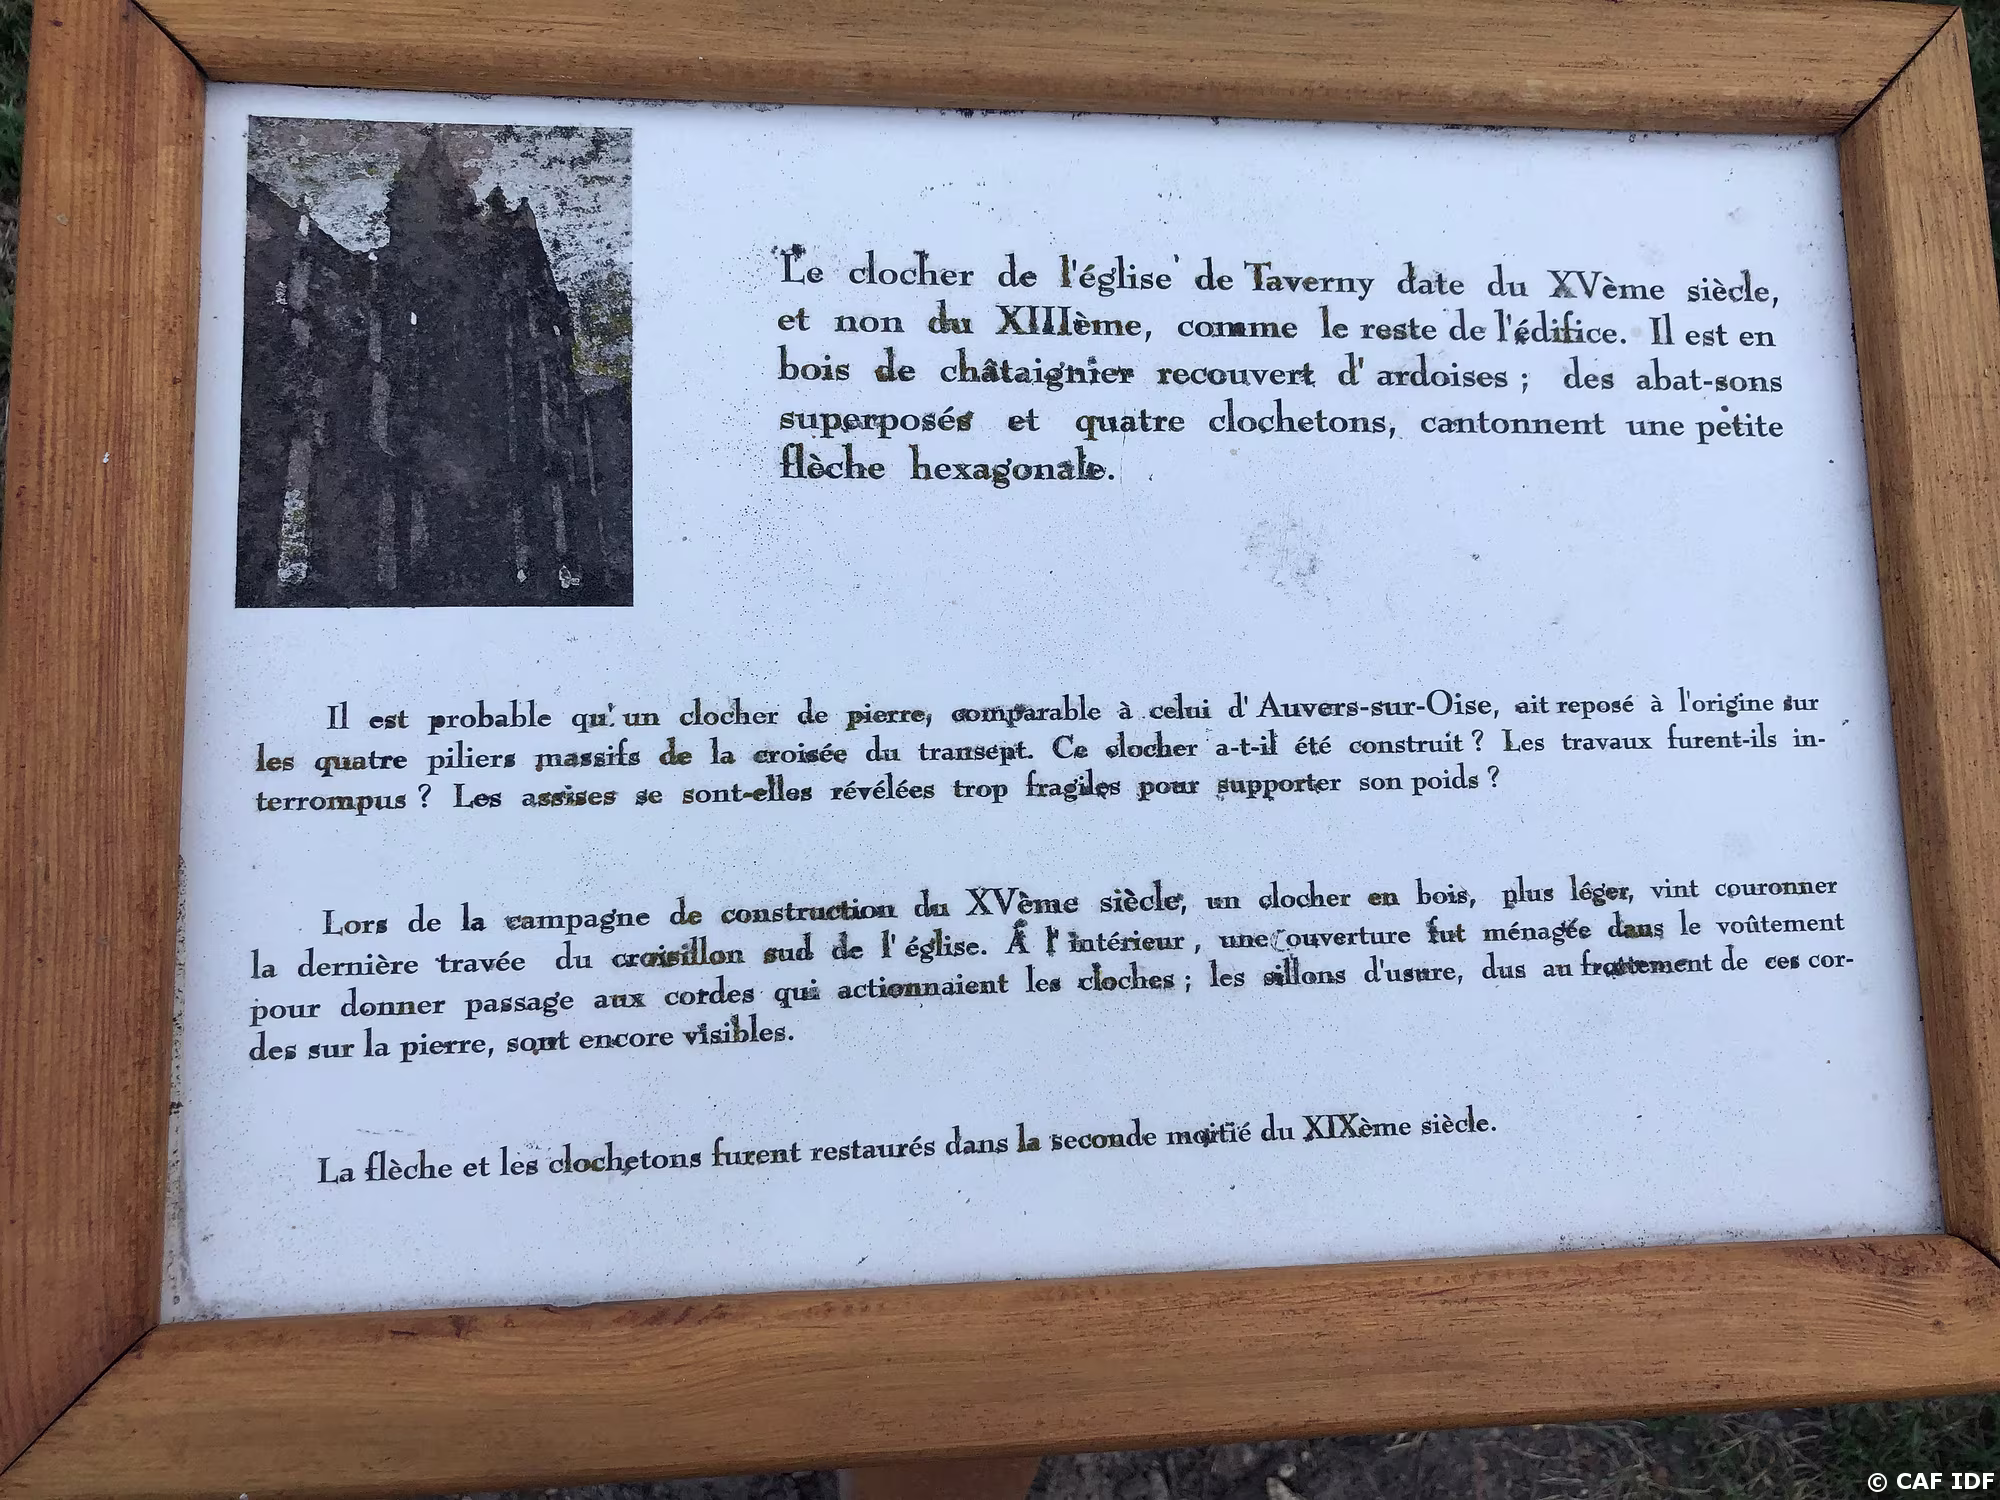 Le clocher de l'église de Taverny date du XVème siècle,
et non du XIIIème, comme le reste de l'édifice. Il est en
bois de châtaignier recouvert d'ardoises ; des abat-sons
superposés et quatre clochetons, cantonnent une petite
flèche hexagonale.
Il est probable qu'un clocher de pierre, comparable à celui d'Auvers-sur-Oise, ait reposé à l'origine sur
les quatre piliers massifs de la croisée du transept. Ce clocher a-t-il été construit ? Les travaux furent-ils in-
terrompus ? Les assises se sont-elles révélées trop fragiles pour supporter son poids ?
Lors de la campagne de construction du XVème siècle, un clocher en bois, plus léger, vint couronner
la dernière travée du croisillon sud de l'église. À l'intérieur, une ouverture fut ménagée dans le voûtement
pour donner passage aux cordes qui actionnaient les cloches ; les sillons d'usure, dus au frottement de ces cor-
des sur la pierre, sont encore visibles.
La flèche et les clochetons furent restaurés dans la seconde moitié du XIXème siècle.
© CAF IDF